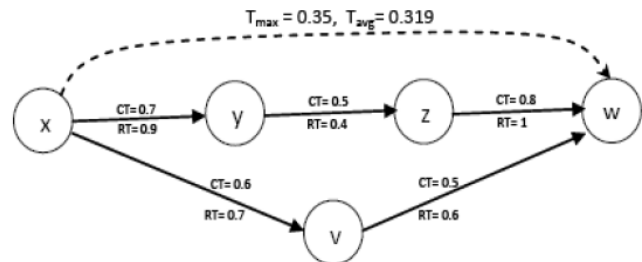 Tmax = 0.35, Tavg= 0.319
CT= 0.7
CT= 0.5
CT= 0.8
x
y
z
w
RT= 0.9
RT= 0.4
RT= 1
CT= 0.6
CT= 0.5
RT= 0.7
RT= 0.6
v